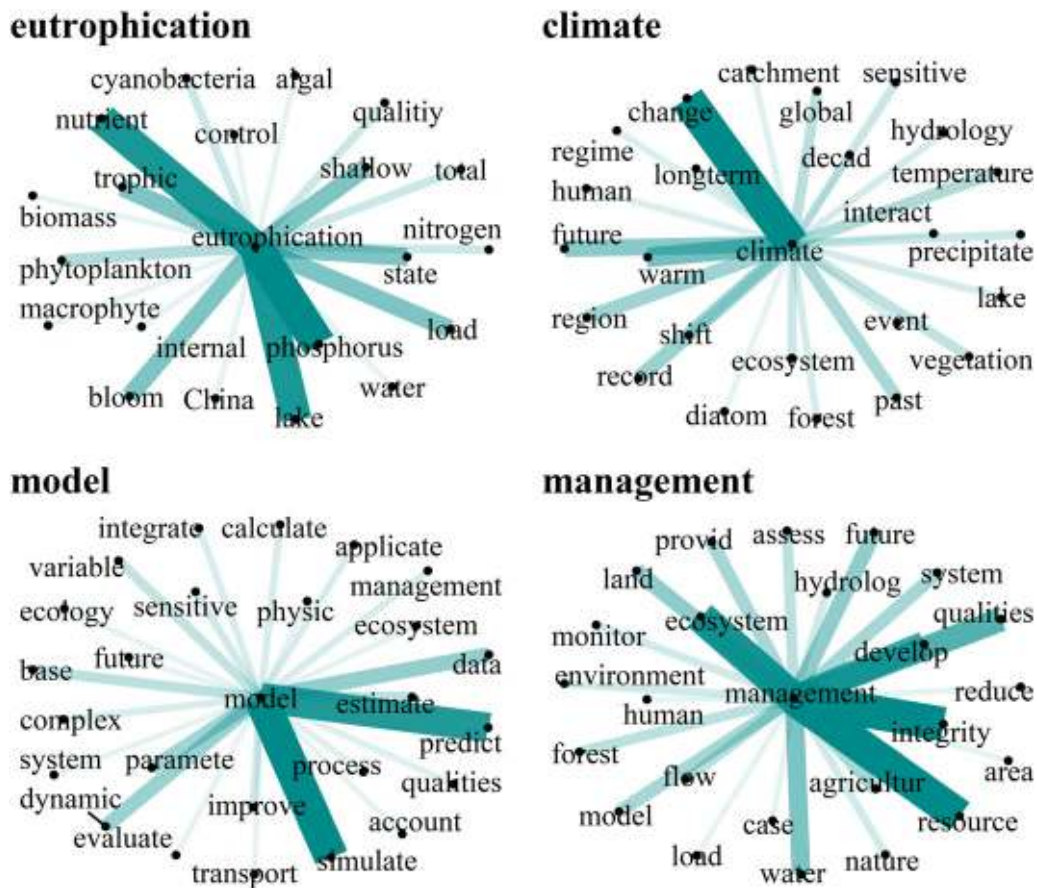 eutrophication
cyanobacteria
algal
nutrient
control
qualitiy
trophic
shallow
total
biomass
eutrophication
nitrogen
phytoplankton
state
macrophyte
internal
phosphorus
load
bloom
China
lake
water
climate
catchment
sensitive
change
global
regime
decad
hydrology
human
longterm
temperature
interact
future
warm
climate
precipitate
region
shift
event
lake
record
ecosystem
vegetation
diatom
forest
past
model
integrate
calculate
variable
applicate
ecology
sensitive
physic
management
ecosystem
base
future
data
model
estimate
complex
predict
system
paramete
process
qualities
dynamic
improve
evaluate
account
transport
simulate
management
provid
assess
future
land
hydrolog
system
monitor
ecosystem
qualities
develop
environment
management
reduce
human
integrity
forest
flow
agricultur
area
model
case
resource
load
water
nature